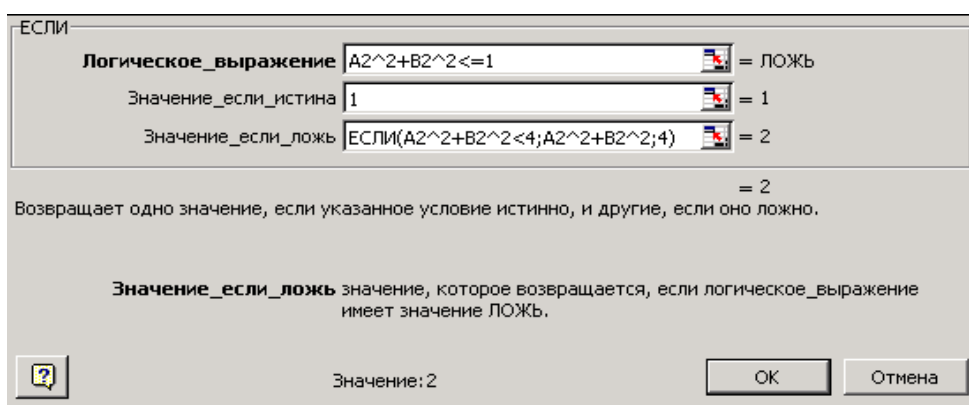 ЕСЛИ
Логическое_выражение A2^2+B2^2<=1 = ЛОЖЬ
Значение_если_истина 1 = 1
Значение_если_ложь ЕСЛИ(A2^2+B2^2<4;A2^2+B2^2;4) = 2
= 2
Возвращает одно значение, если указанное условие истинно, и другие, если оно ложно.
Значение_если_ложь значение, которое возвращается, если логическое_выражение
имеет значение ЛОЖЬ.
? Значение:2 OK Отмена